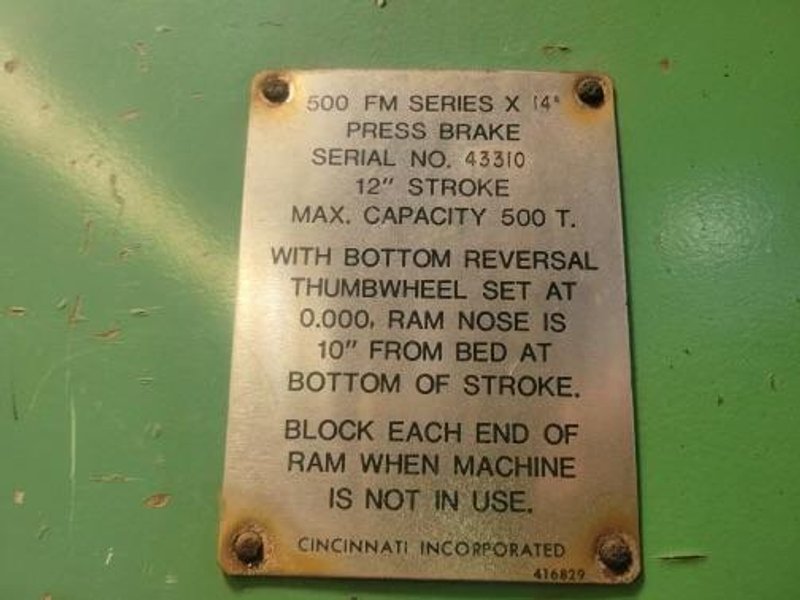 500 FM SERIES X 14'
PRESS BRAKE
SERIAL NO. 43310
12" STROKE
MAX. CAPACITY 500 T.
WITH BOTTOM REVERSAL
THUMBWHEEL SET AT
0.000, RAM NOSE IS
10" FROM BED AT
BOTTOM OF STROKE.
BLOCK EACH END OF
RAM WHEN MACHINE
IS NOT IN USE.
CINCINNATI INCORPORATED
416829